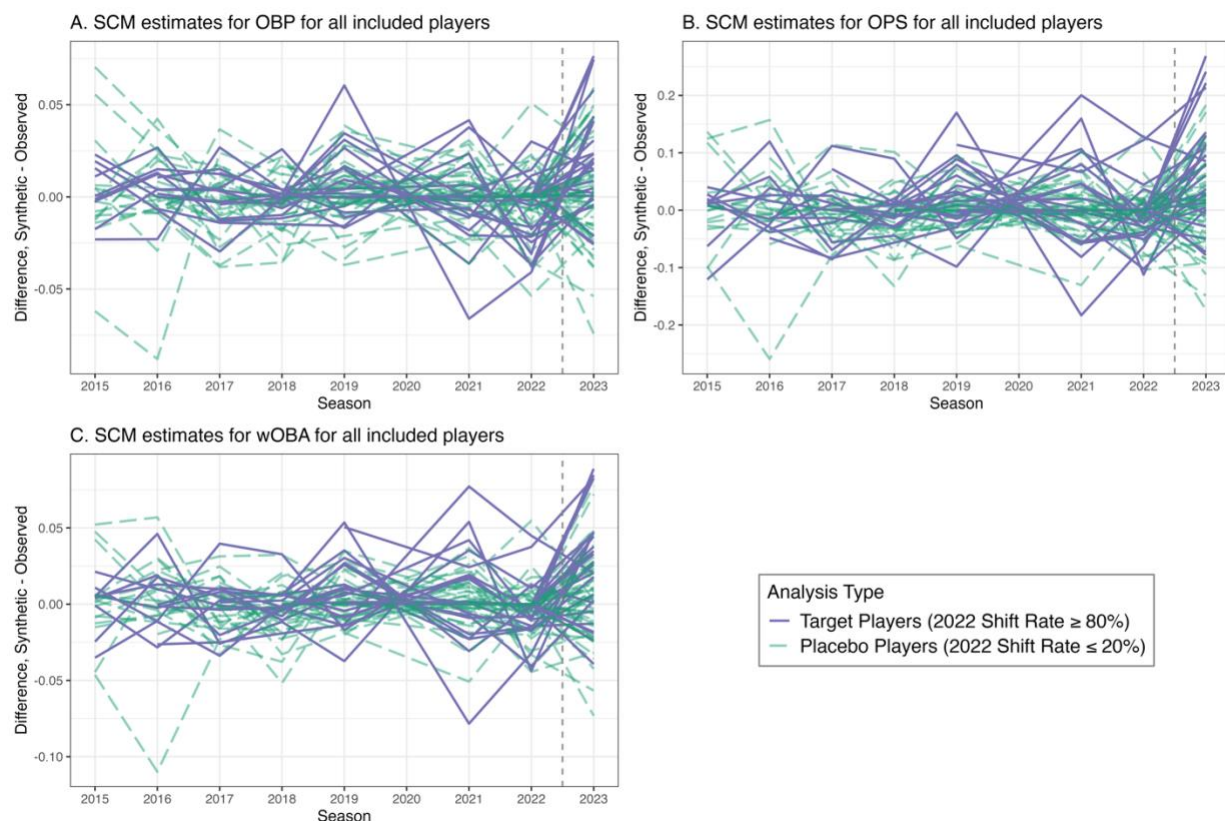 A. SCM estimates for OBP for all included players
Difference, Synthetic - Observed
0.05
0.00
-0.05
2015 2016 2017 2018 2019 2020 2021 2022 2023
Season
B. SCM estimates for OPS for all included players
Difference, Synthetic - Observed
0.2
0.1
0.0
-0.1
-0.2
2015 2016 2017 2018 2019 2020 2021 2022 2023
Season
C. SCM estimates for wOBA for all included players
Difference, Synthetic - Observed
0.05
0.00
-0.05
-0.10
2015 2016 2017 2018 2019 2020 2021 2022 2023
Season
Analysis Type
Target Players (2022 Shift Rate ≥ 80%)
Placebo Players (2022 Shift Rate ≤ 20%)